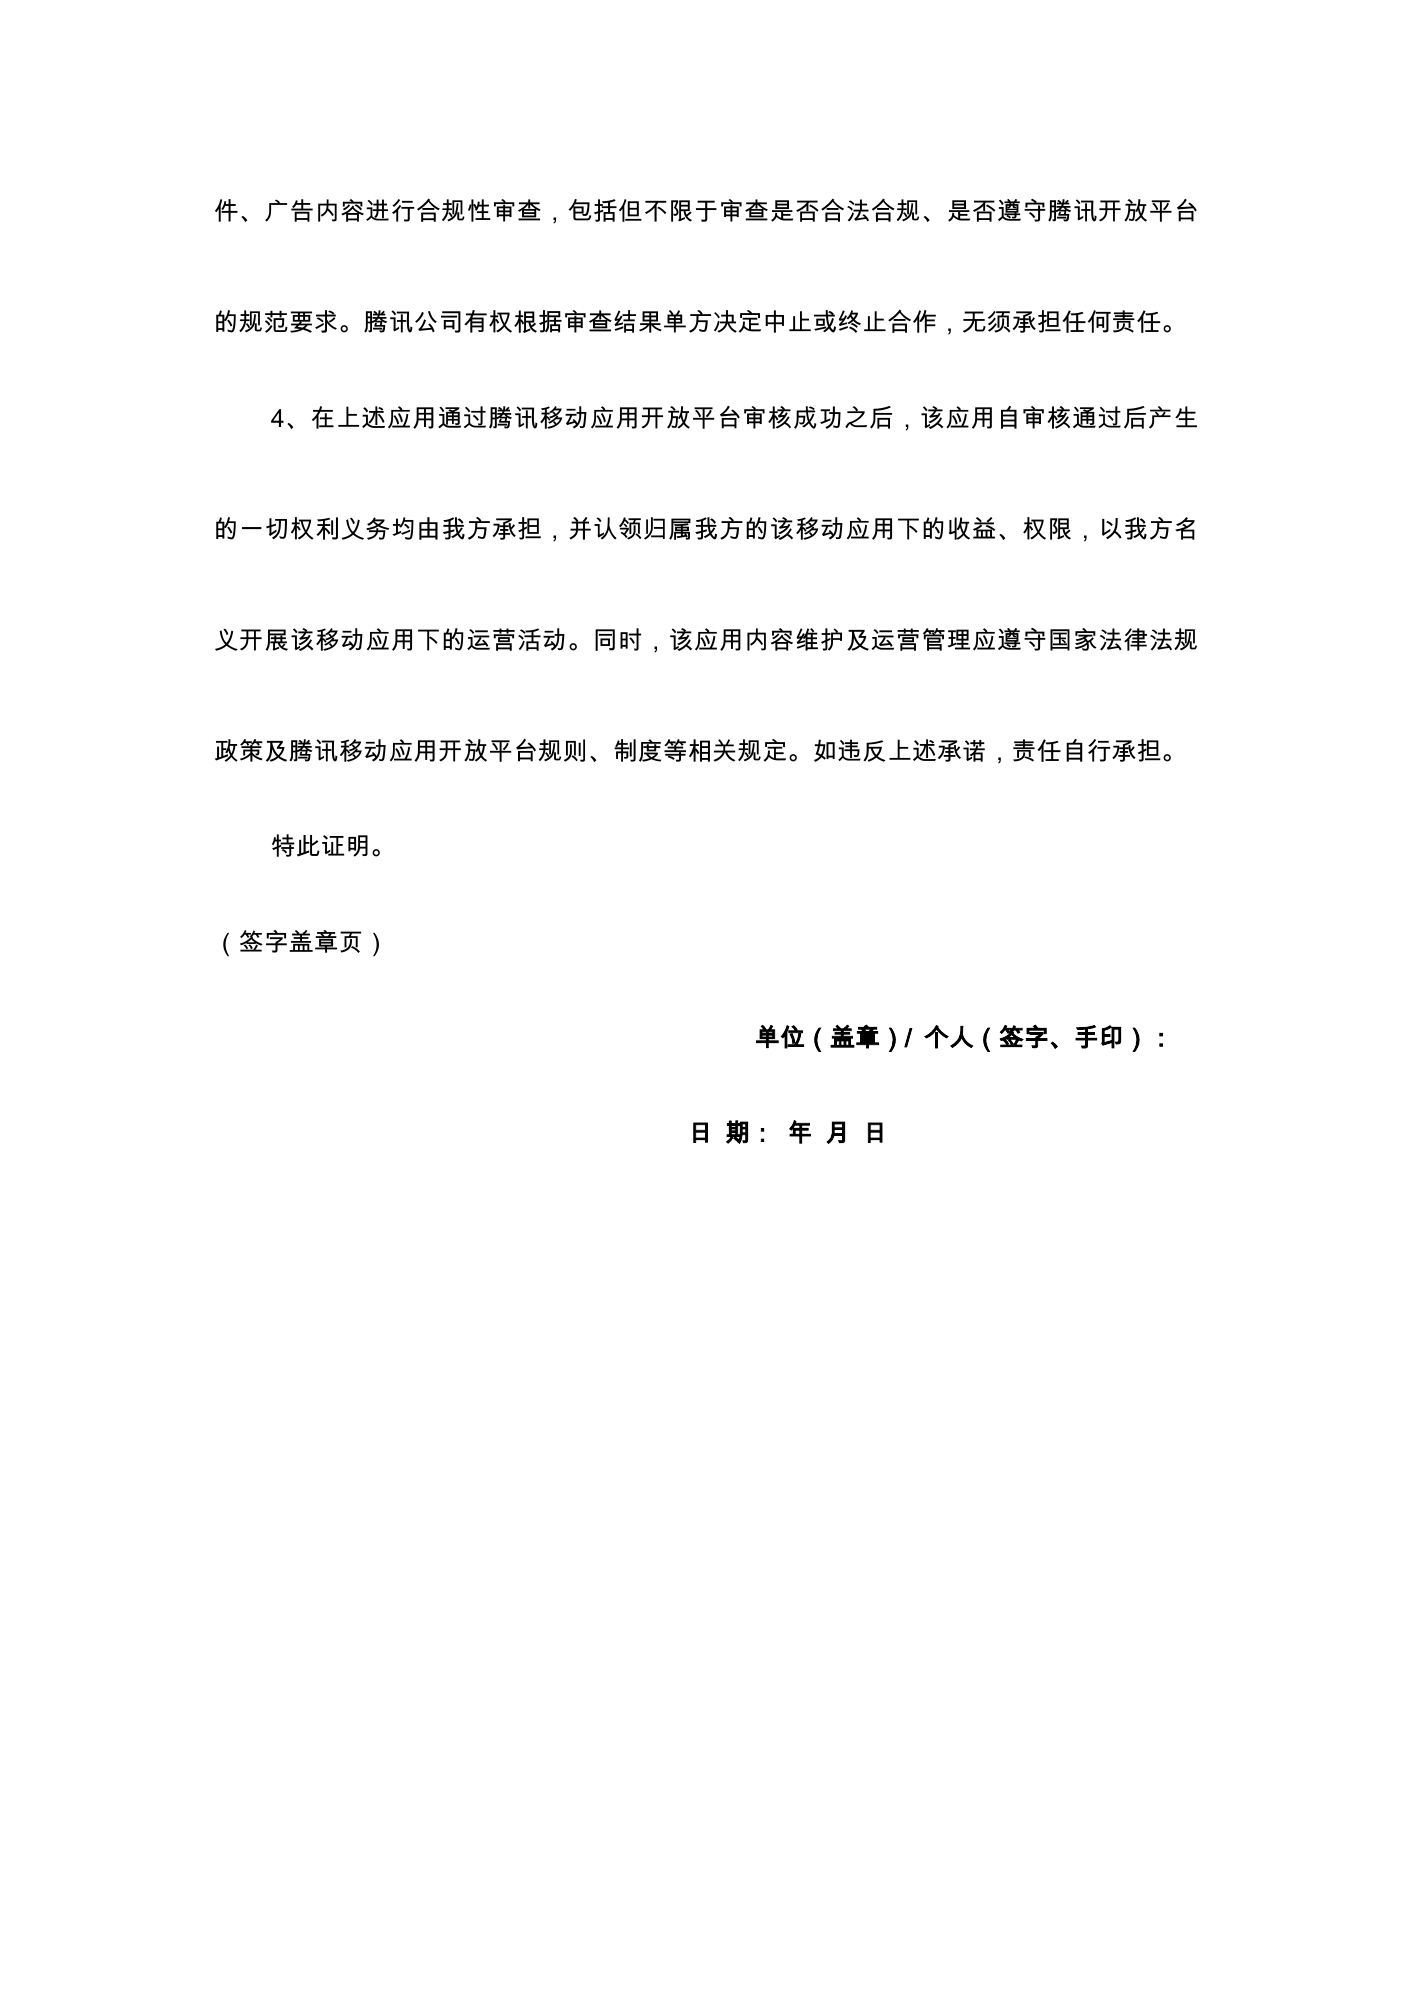 件、广告内容进行合规性审查，包括但不限于审查是否合法合规、是否遵守腾讯开放平台
的规范要求。腾讯公司有权根据审查结果单方决定中止或终止合作，无须承担任何责任。
4、在上述应用通过腾讯移动应用开放平台审核成功之后，该应用自审核通过后产生
的一切权利义务均由我方承担，并认领归属我方的该移动应用下的收益、权限，以我方名
义开展该移动应用下的运营活动。同时，该应用内容维护及运营管理应遵守国家法律法规
政策及腾讯移动应用开放平台规则、制度等相关规定。如违反上述承诺，责任自行承担。
特此证明。
（签字盖章页）
单位（盖章）/ 个人（签字、手印）：
日 期： 年 月 日